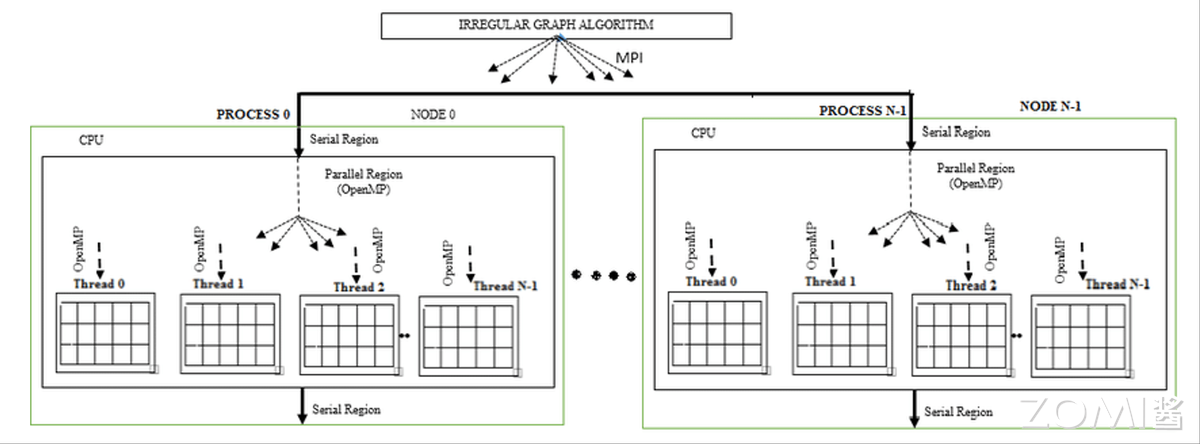 IRREGULAR GRAPH ALGORITHM
MPI
PROCESS 0
NODE 0
CPU
Serial Region
Parallel Region
(OpenMP)
OpenMP
OpenMP
OpenMP
OpenMP
Thread 0
Thread 1
Thread 2
Thread N-1
Serial Region
PROCESS N-1
NODE N-1
CPU
Serial Region
Parallel Region
(OpenMP)
OpenMP
OpenMP
OpenMP
OpenMP
Thread 0
Thread 1
Thread 2
Thread N-1
Serial Region
ZOMI酱